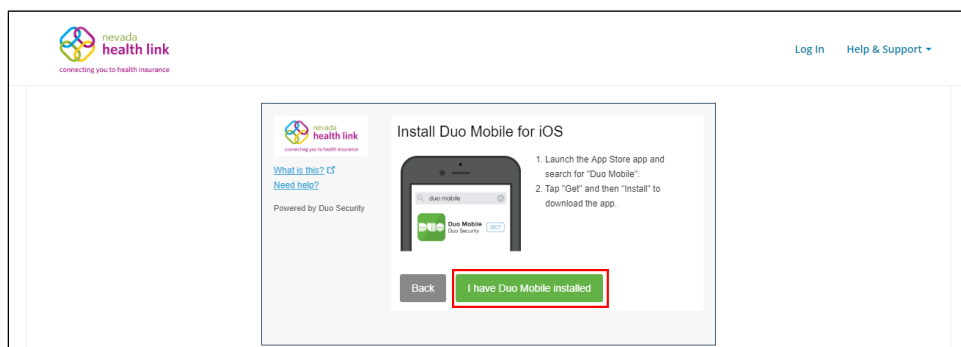 nevada
health link
connecting you to health insurance
Log In
Help & Support
nevada
health link
connecting you to health insurance
What is this?
Need help?
Powered by Duo Security
Install Duo Mobile for iOS
duo mobile
DUO
Duo Mobile
Duo Security
GET
1. Launch the App Store app and
search for "Duo Mobile".
2. Tap "Get" and then "Install" to
download the app.
Back
I have Duo Mobile installed